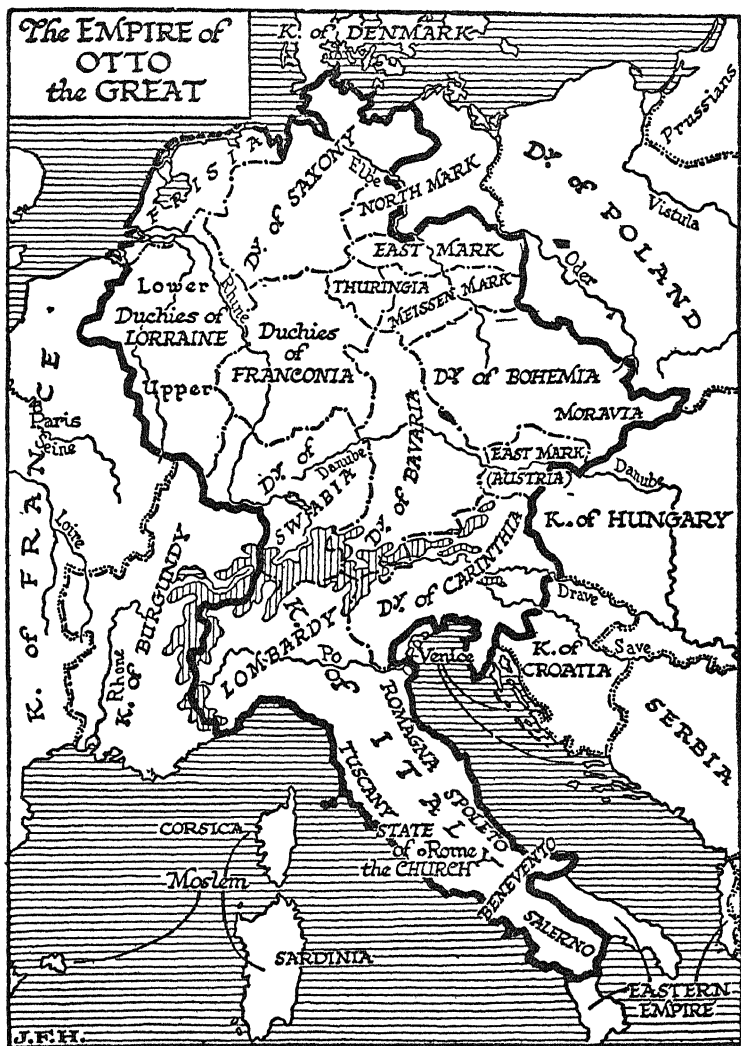 The EMPIRE of
OTTO
the GREAT
K. of DENMARK
Prussians
FRISIA
Dy. of SAXONY
Elbe
NORTH MARK
Dy. of POLAND
Vistula
EAST MARK
Oder
Lower
Duchies of
LORRAINE
Upper
Rhine
THURINGIA
MEISSEN MARK
Duchies
of
FRANCONIA
Dy of BOHEMIA
MORAVIA
K. of FRANCE.
Paris
Seine
Loire
Dy. of
SWABIA
Danube
Dy. of BAVARIA
EAST MARK
(AUSTRIA)
Danube
K. of HUNGARY
K. of BURGUNDY
Rhone
Dy. of CARINTHIA
Drave
Save
K. of
CROATIA
SERBIA
K. of ITALY
LOMBARDY
Po
Venice
ROMAGNA
TUSCANY
SPOLETO
STATE
of Rome
the CHURCH
BENEVENTO
SALERNO
CORSICA
Moslem
SARDINIA
EASTERN
EMPIRE
J.F.H.